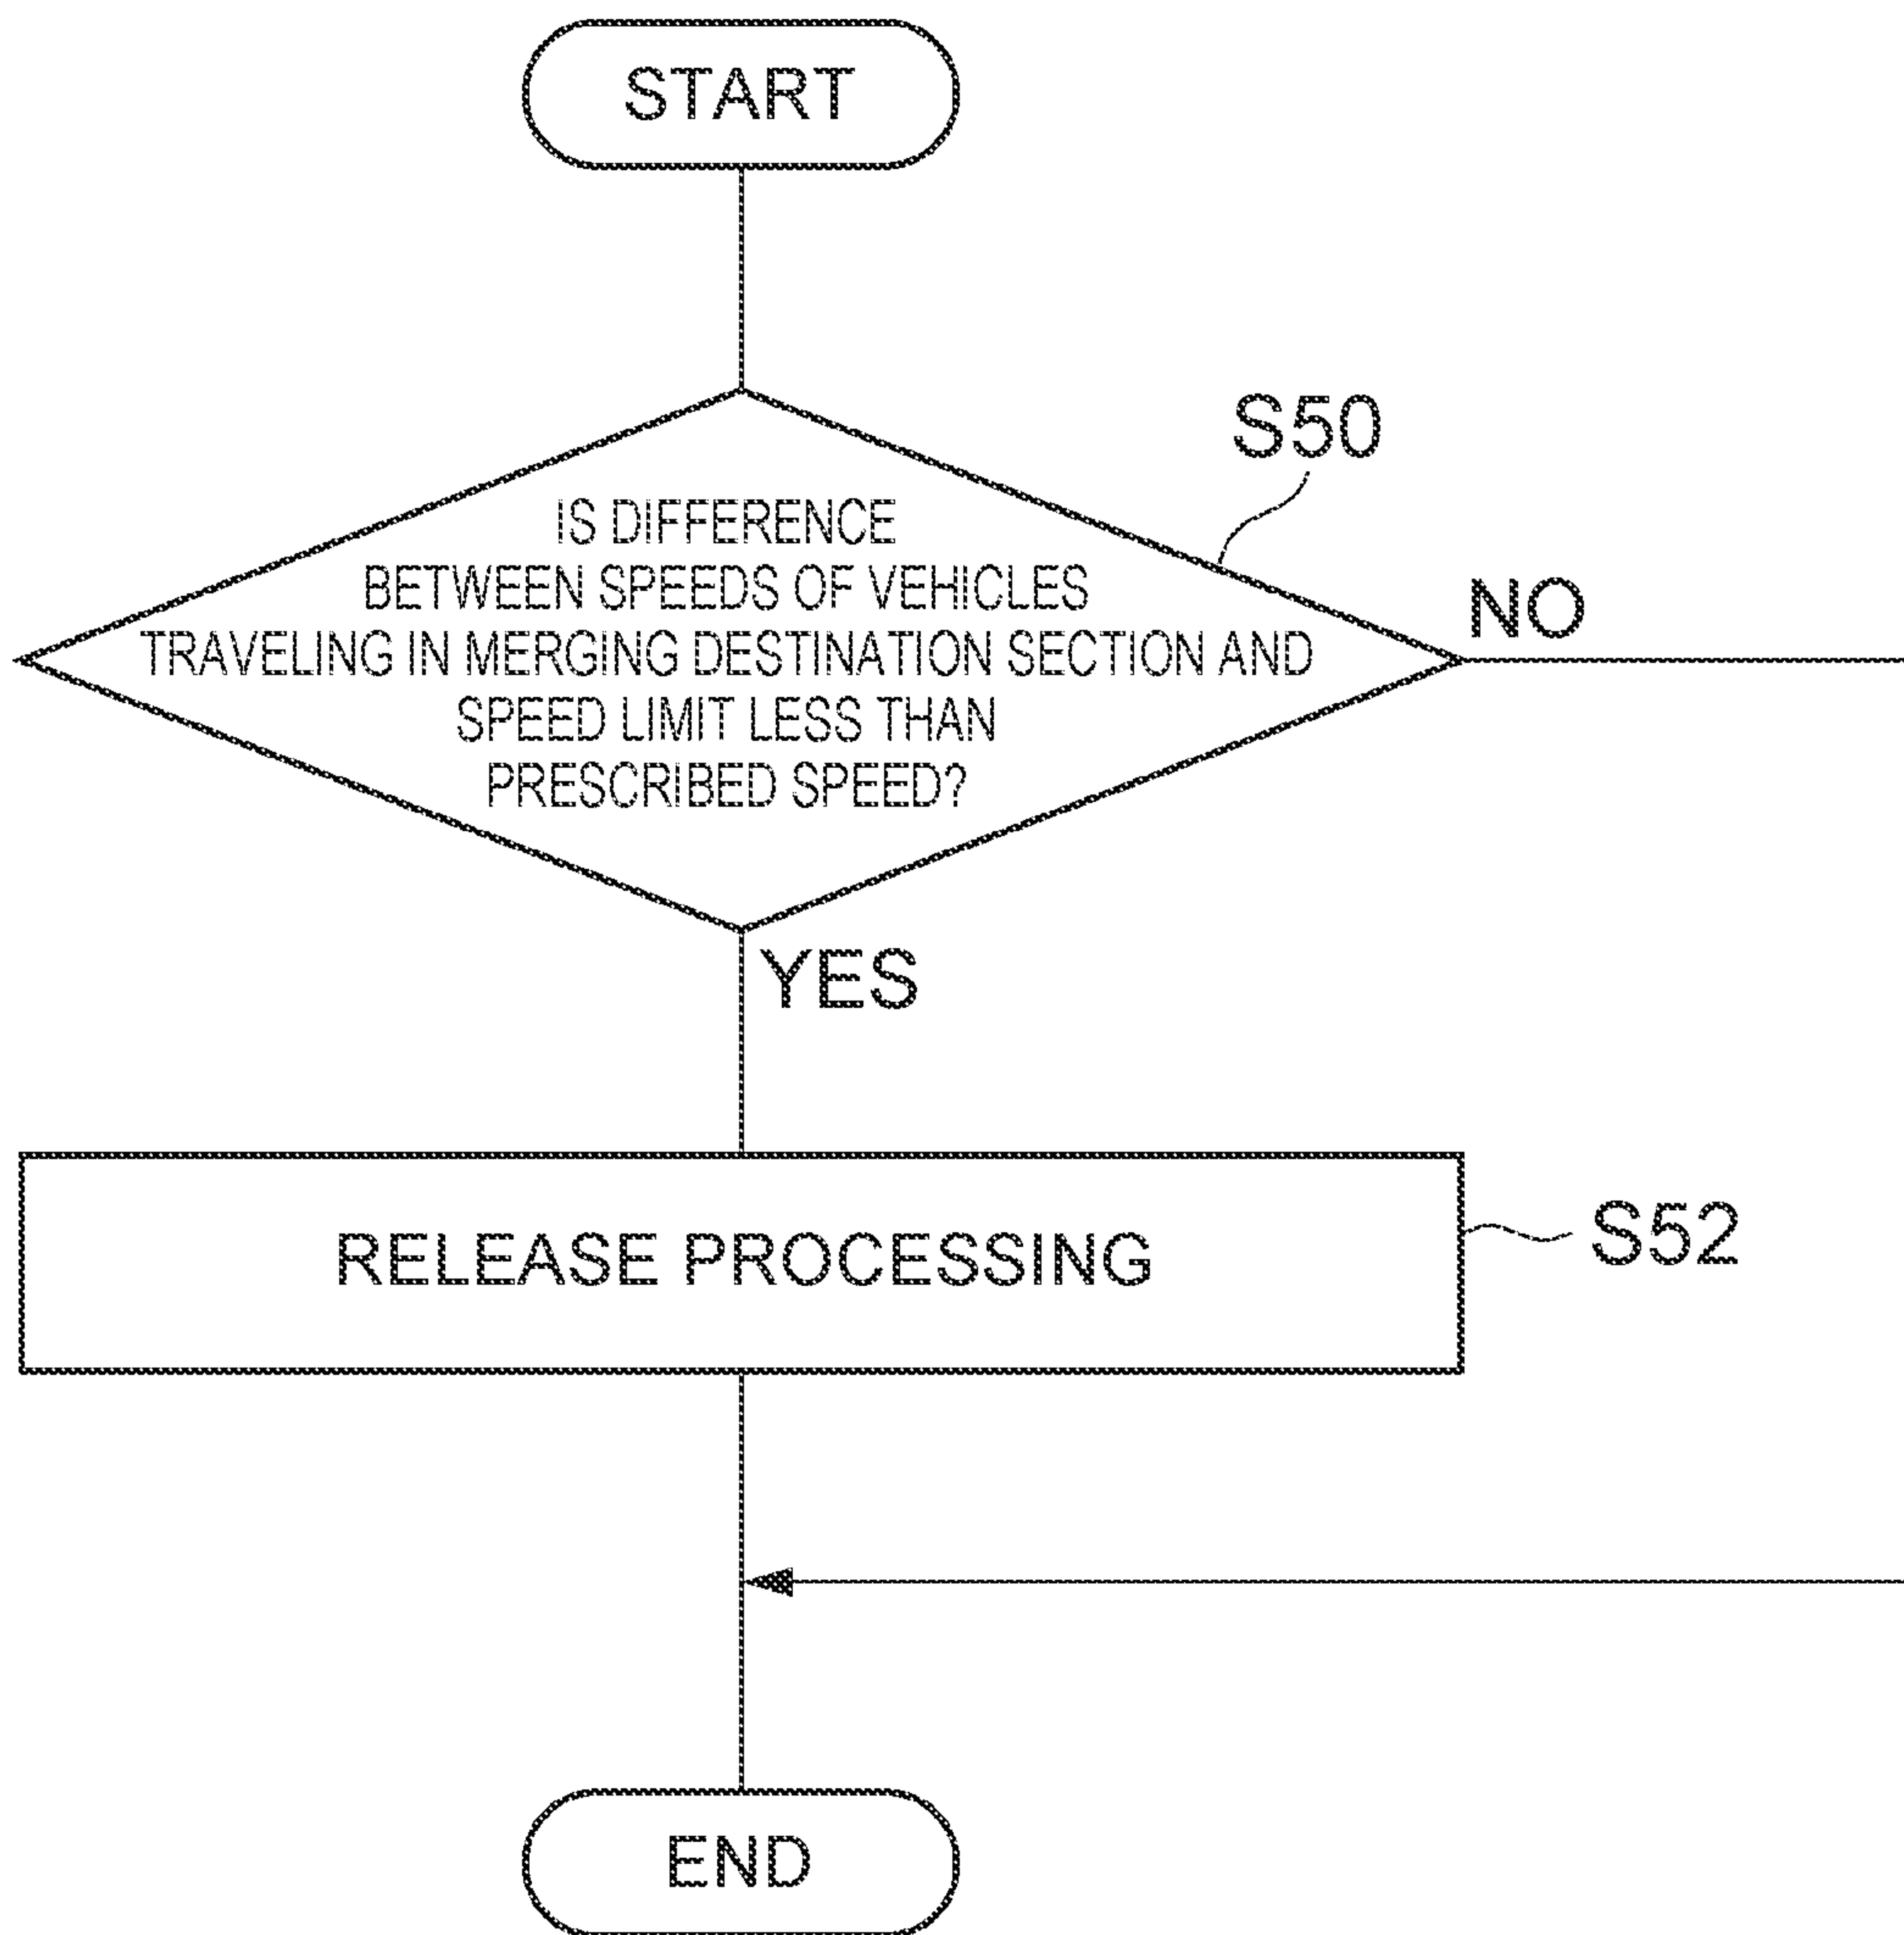 START
S50
IS DIFFERENCE
BETWEEN SPEEDS OF VEHICLES
TRAVELING IN MERGING DESTINATION SECTION AND
SPEED LIMIT LESS THAN
PRESCRIBED SPEED?
NO
YES
RELEASE PROCESSING
S52
END